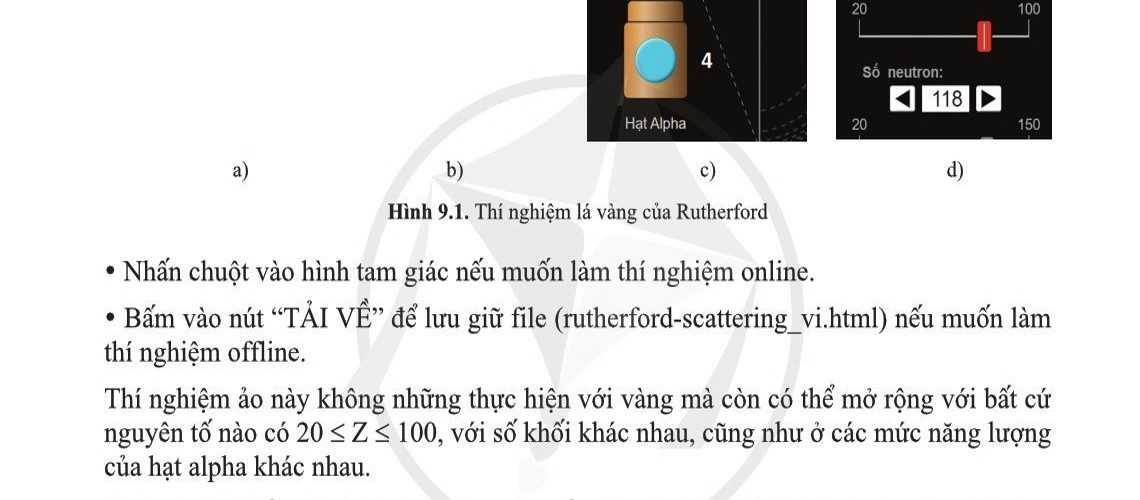 20 100
4
Số neutron:
118
Hạt Alpha
20 150
a) b) c) d)
Hình 9.1. Thí nghiệm lá vàng của Rutherford
• Nhấn chuột vào hình tam giác nếu muốn làm thí nghiệm online.
• Bấm vào nút “TẢI VỀ” để lưu giữ file (rutherford-scattering_vi.html) nếu muốn làm
thí nghiệm offline.
Thí nghiệm ảo này không những thực hiện với vàng mà còn có thể mở rộng với bất cứ
nguyên tố nào có 20 ≤ Z ≤ 100, với số khối khác nhau, cũng như ở các mức năng lượng
của hạt alpha khác nhau.